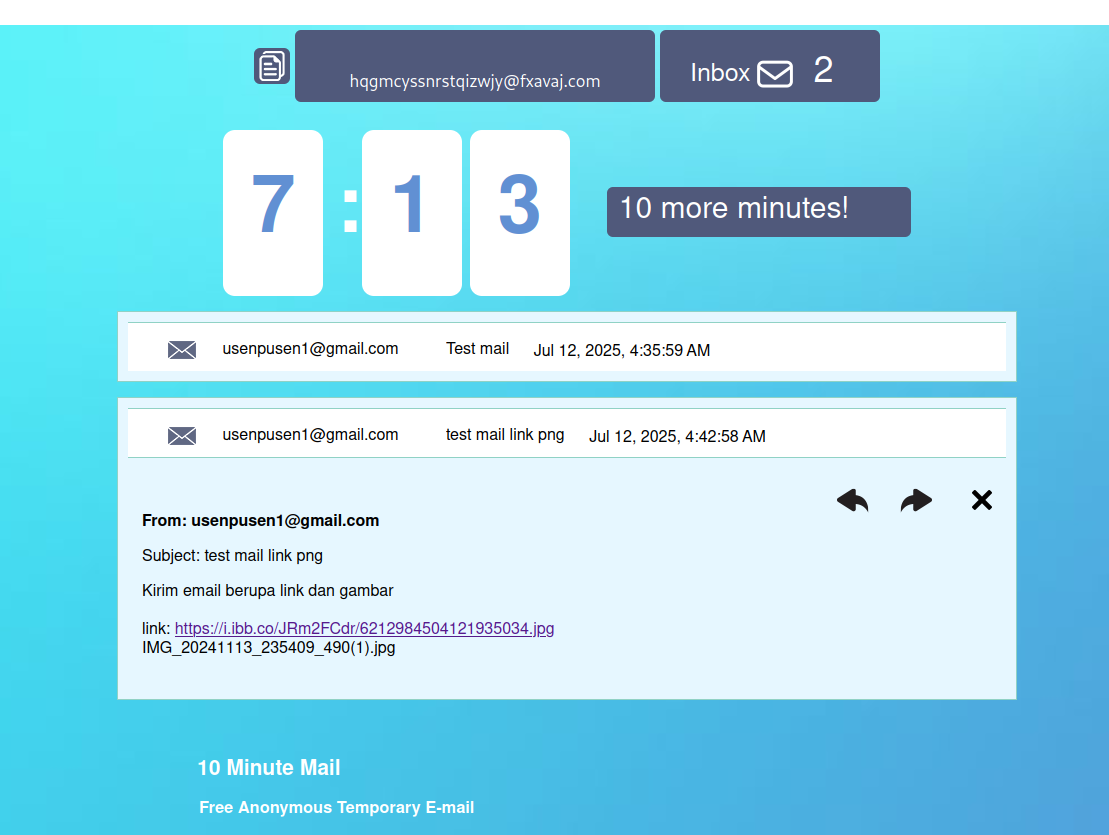 hqgmcyssnrstqizwjy@fxavaj.com
Inbox 2
7 : 1 3
10 more minutes!
usenpusen1@gmail.com Test mail Jul 12, 2025, 4:35:59 AM
usenpusen1@gmail.com test mail link png Jul 12, 2025, 4:42:58 AM
From: usenpusen1@gmail.com
Subject: test mail link png
Kirim email berupa link dan gambar
link: https://i.ibb.co/JRm2FCdr/6212984504121935034.jpg
IMG_20241113_235409_490(1).jpg
10 Minute Mail
Free Anonymous Temporary E-mail